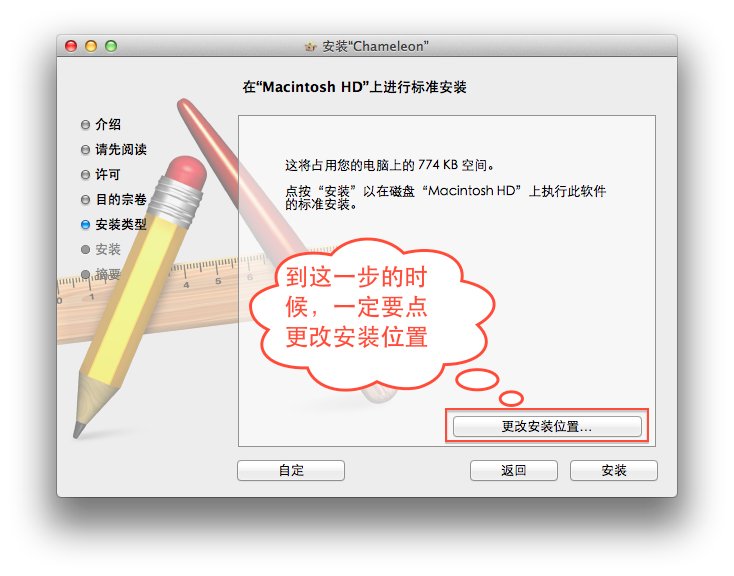 安装“Chameleon”
在“Macintosh HD”上进行标准安装
介绍
请先阅读
许可
目的宗卷
安装类型
安装
摘要
0 1 4 5 6
这将占用您的电脑上的 774 KB 空间。
点按“安装”以在磁盘“Macintosh HD”上执行此软件
的标准安装。
到这一步的时
候，一定要点
更改安装位置
更改安装位置...
自定
返回
安装